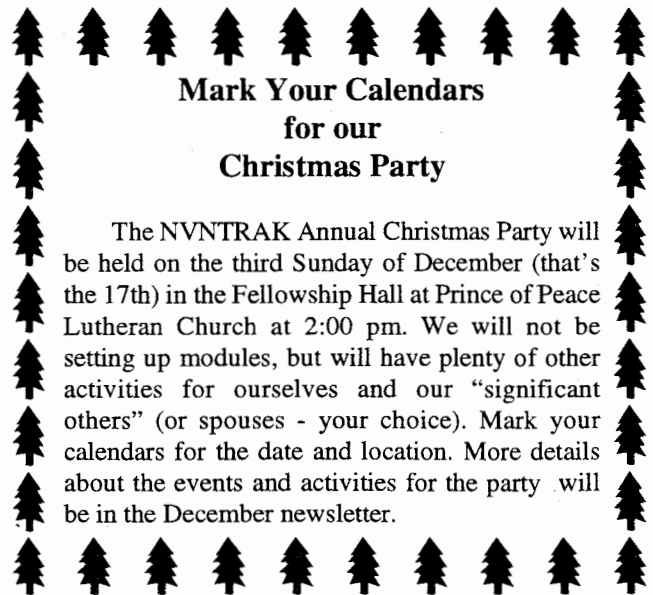 Mark Your Calendars
for our
Christmas Party
The NVNTRAK Annual Christmas Party will
be held on the third Sunday of December (that's
the 17th) in the Fellowship Hall at Prince of Peace
Lutheran Church at 2:00 pm. We will not be
setting up modules, but will have plenty of other
activities for ourselves and our “significant
others” (or spouses - your choice). Mark your
calendars for the date and location. More details
about the events and activities for the party will
be in the December newsletter.